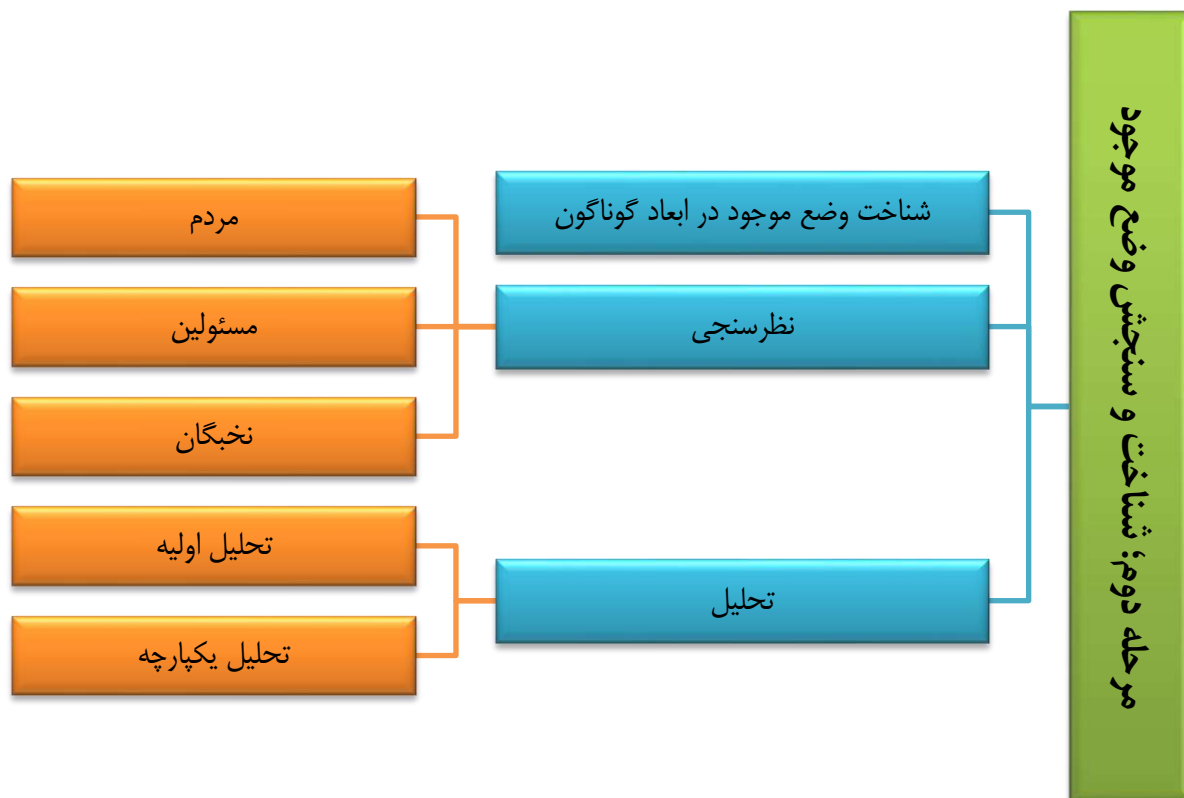 مرحله دوم؛ شناخت و سنجش وضع موجود
شناخت وضع موجود در ابعاد گوناگون
نظرسنجی
مردم
مسئولین
نخبگان
تحلیل
تحلیل اولیه
تحلیل یکپارچه